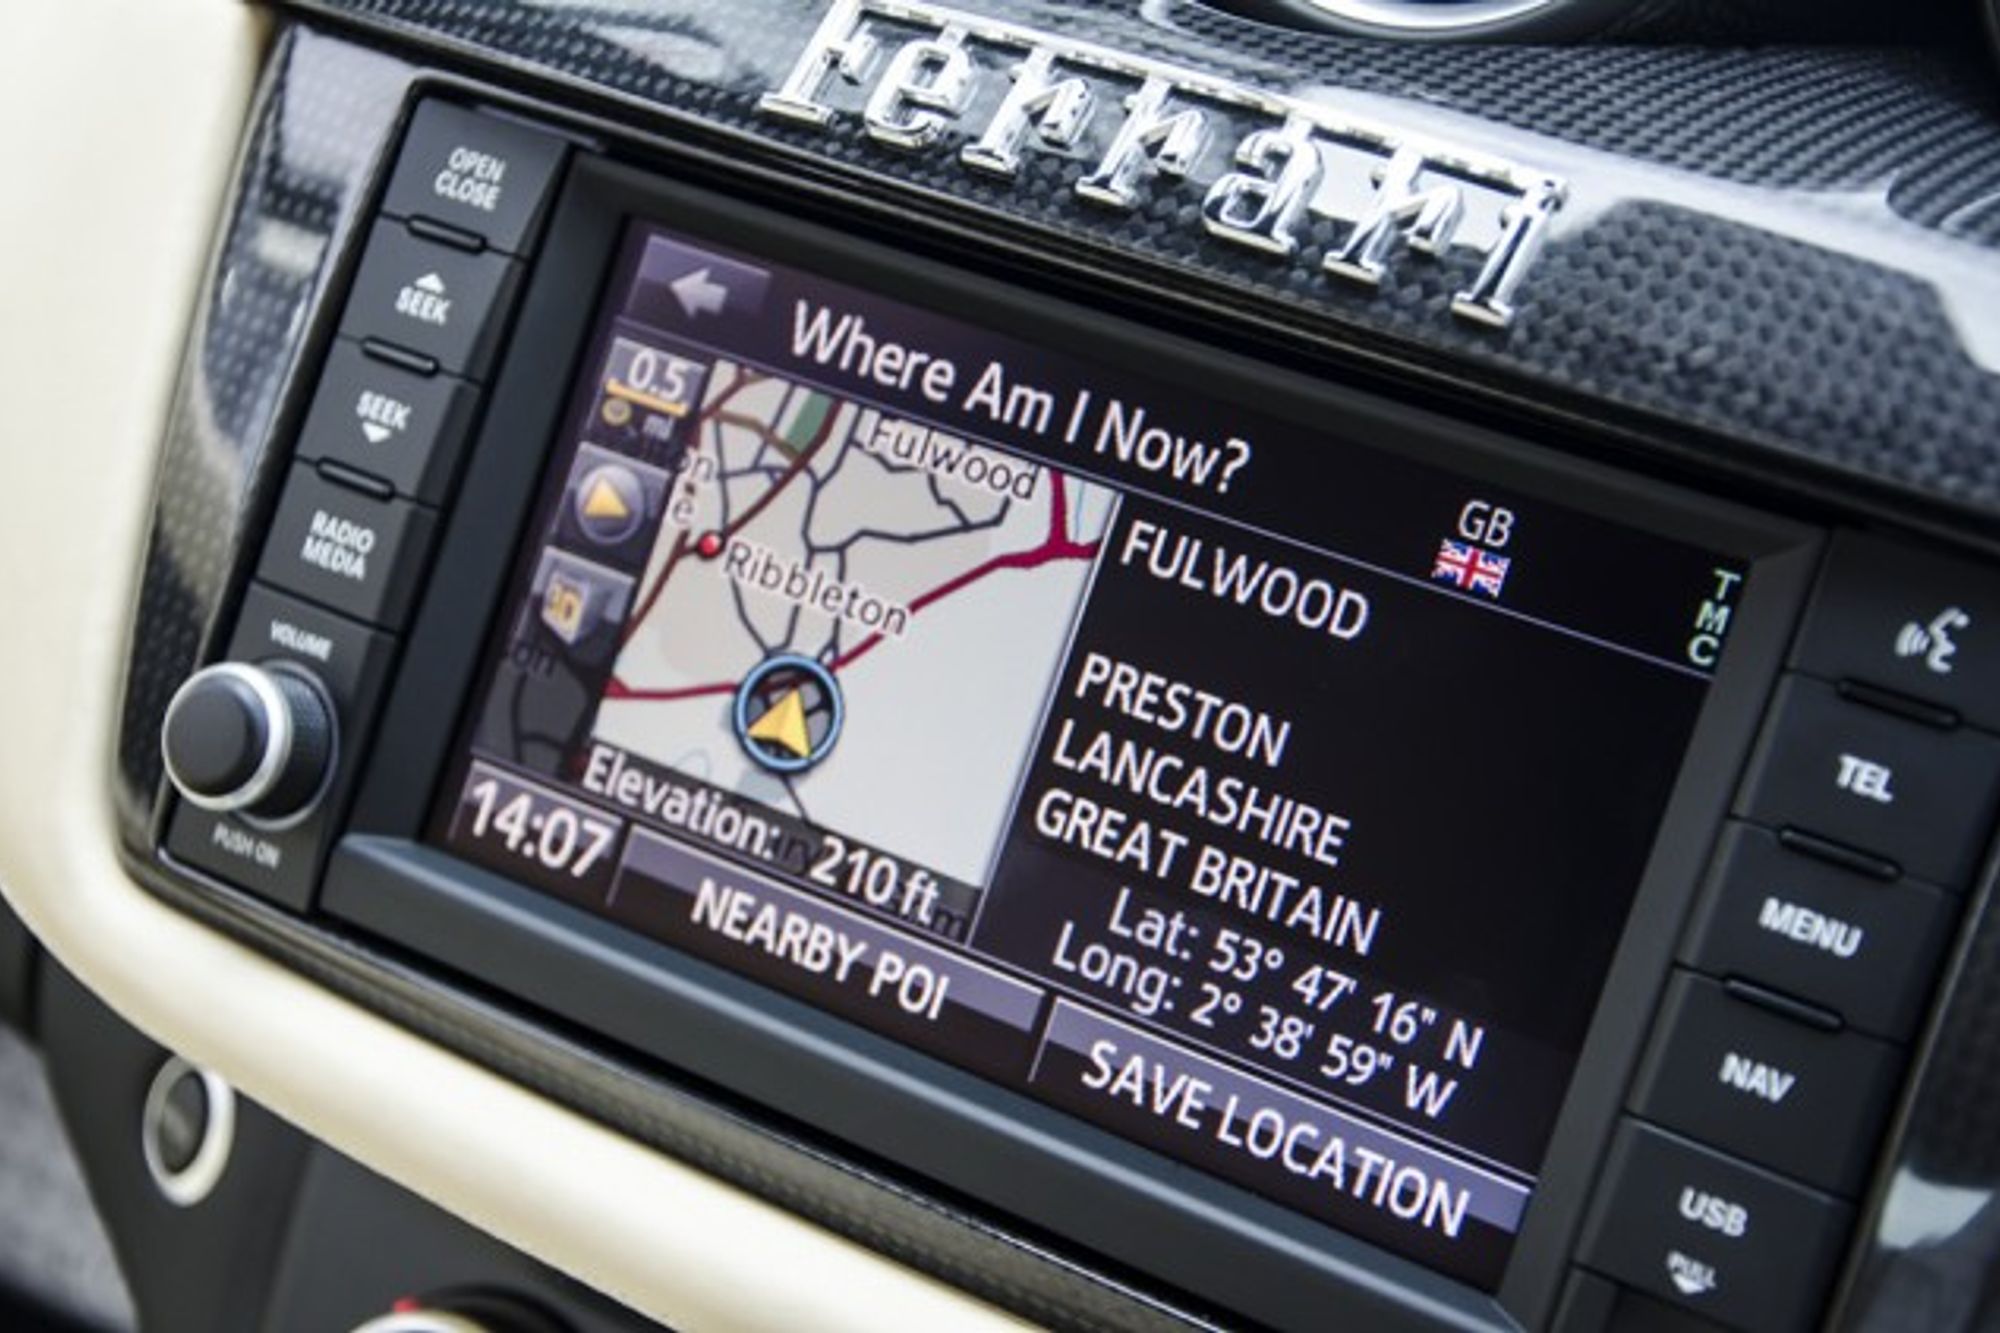 Ferrari
OPEN
CLOSE
SEEK
SEEK
RADIO
MEDIA
VOLUME
PUSH ON
Where Am I Now?
GB
TMC
0.5
mi
3D
Fulwood
Ribbleton
Elevation: 210 ft
14:07
NEARBY POI
FULWOOD
PRESTON
LANCASHIRE
GREAT BRITAIN
Lat: 53° 47' 16" N
Long: 2° 38' 59" W
SAVE LOCATION
TEL
MENU
NAV
USB
PULL